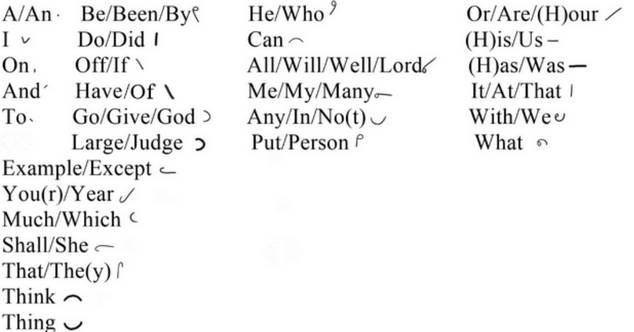 A/An Be/Been/By He/Who Or/Are/(H)our
I Do/Did Can (H)is/Us
On Off/If All/Will/Well/Lord (H)as/Was
And Have/Of Me/My/Many It/At/That
To Go/Give/God Any/In/No(t) With/We
Large/Judge Put/Person What
Example/Except
You(r)/Year
Much/Which
Shall/She
That/The(y)
Think
Thing